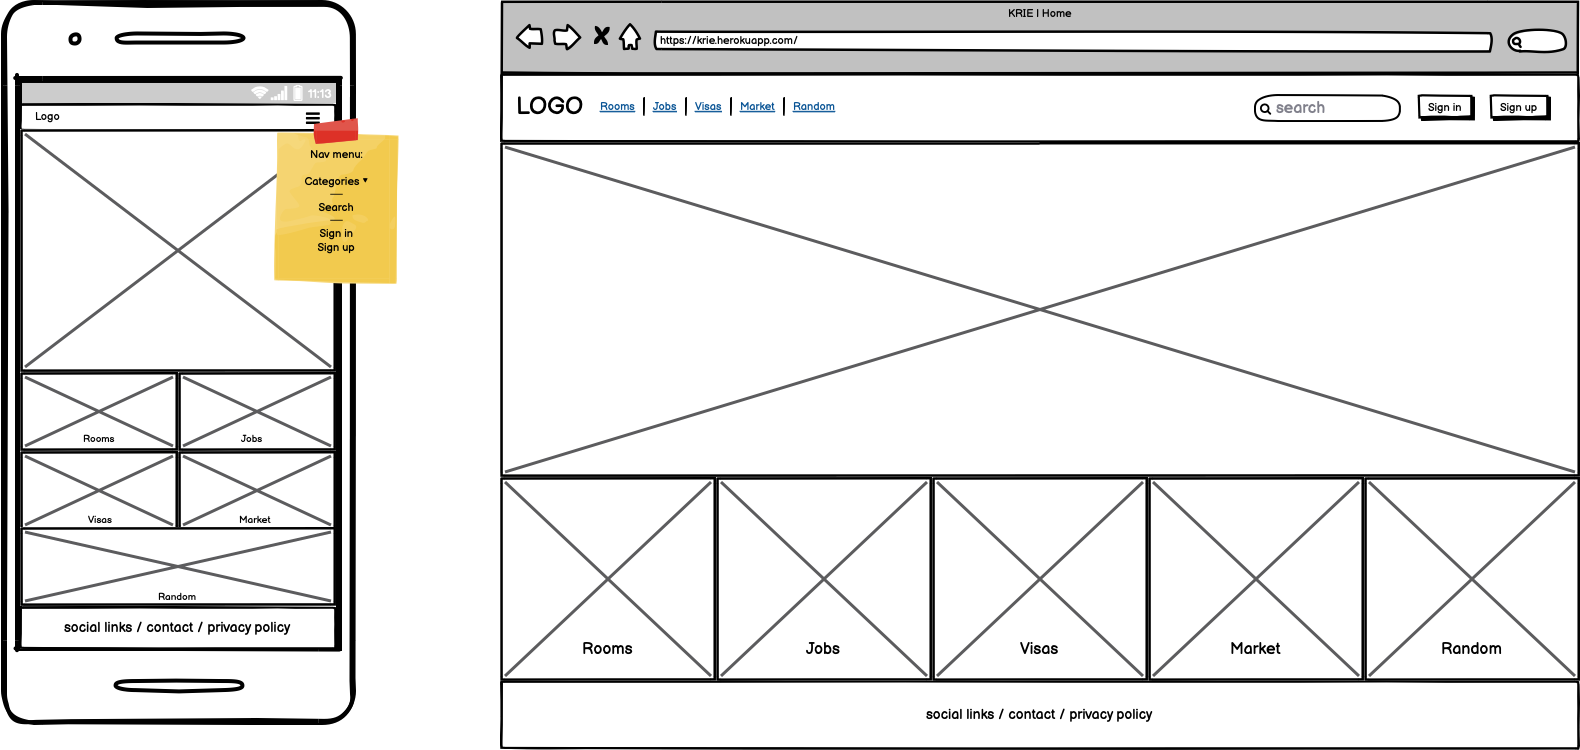 11:13
Logo
Nav menu:
Categories ▾
Search
Sign in
Sign up
Rooms
Jobs
Visas
Market
Random
social links / contact / privacy policy
KRIE | Home
https://krie.herokuapp.com/
LOGO
Rooms | Jobs | Visas | Market | Random
search
Sign in
Sign up
Rooms
Jobs
Visas
Market
Random
social links / contact / privacy policy